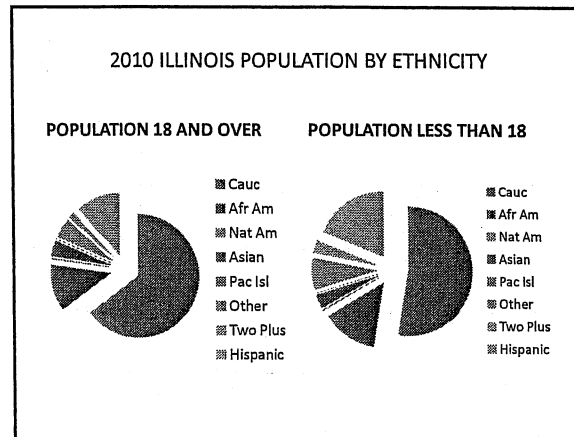 2010 ILLINOIS POPULATION BY ETHNICITY
POPULATION 18 AND OVER
Cauc
Afr Am
Nat Am
Asian
Pac Isl
Other
Two Plus
Hispanic
POPULATION LESS THAN 18
Cauc
Afr Am
Nat Am
Asian
Pac Isl
Other
Two Plus
Hispanic